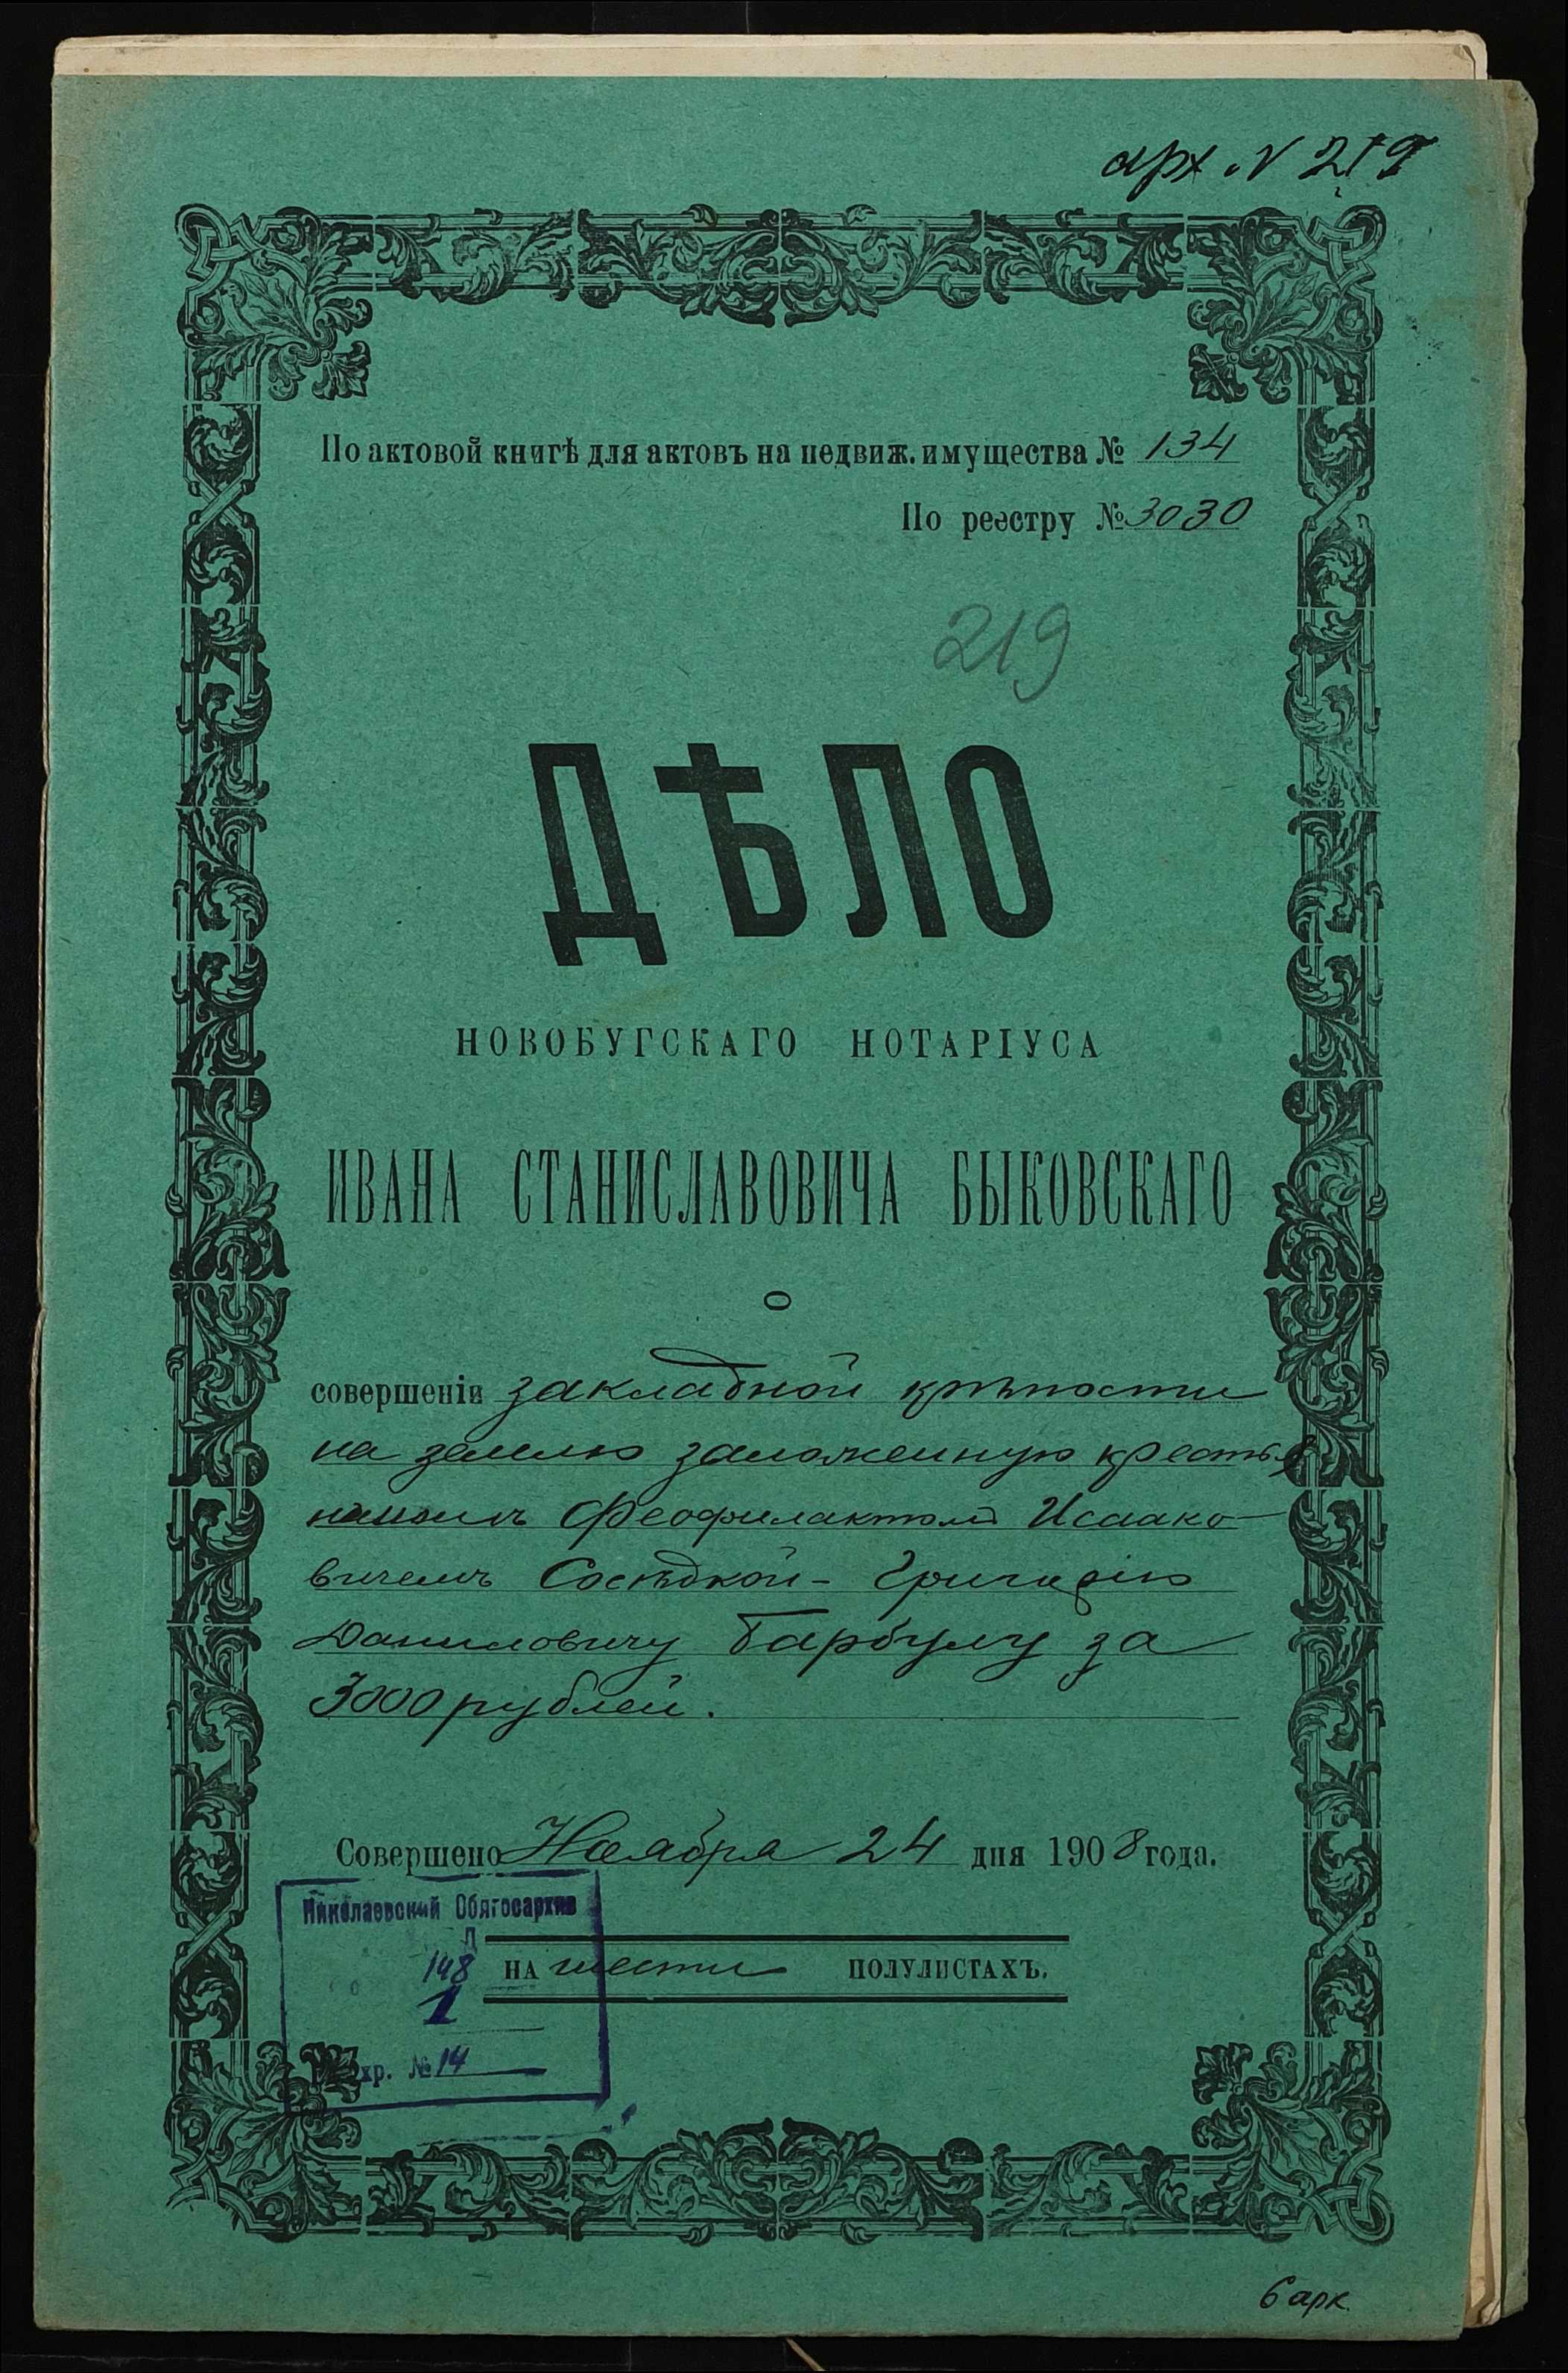 арх. N 219
По актовой книгѣ для актовъ на недвиж. имущества № 134
По реестру № 3030
219
ДѢЛО
НОВОБУГСКАГО НОТАРІУСА
ИВАНА СТАНИСЛАВОВИЧА БЫКОВСКАГО
О
совершеніи закладной крѣпости
на землю заложенную крестья
ниномъ Феофилактомъ Исаако-
вичемъ Сосѣдкой - Григорію
Даниловичу Барбулу за
3000 рублей.
Совершено Ноября 24 дня 1908 года.
Николаевский Облгосархив
148
НА шести ПОЛУЛИСТАХЪ.
1
хр. № 14
6 арк